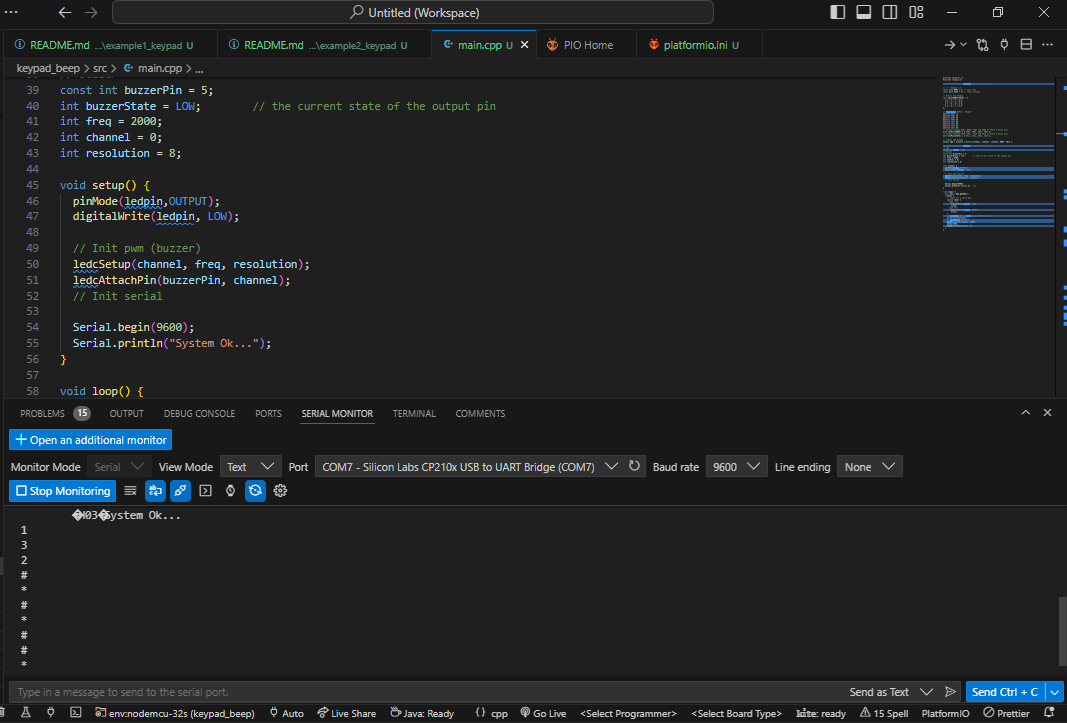 Untitled (Workspace)
README.md ...\example1_keypad U
README.md ...\example2_keypad U
main.cpp U
PIO Home
platformio.ini U
keypad_beep > src > main.cpp > ...
39 const int buzzerPin = 5;
40 int buzzerState = LOW; // the current state of the output pin
41 int freq = 2000;
42 int channel = 0;
43 int resolution = 8;
44
45 void setup() {
46 pinMode(ledpin,OUTPUT);
47 digitalWrite(ledpin, LOW);
48
49 // Init pwm (buzzer)
50 ledcSetup(channel, freq, resolution);
51 ledcAttachPin(buzzerPin, channel);
52 // Init serial
53
54 Serial.begin(9600);
55 Serial.println("System Ok...");
56 }
57
58 void loop() {
PROBLEMS 15 OUTPUT DEBUG CONSOLE PORTS SERIAL MONITOR TERMINAL COMMENTS
Open an additional monitor
Monitor Mode Serial View Mode Text Port COM7 - Silicon Labs CP210x USB to UART Bridge (COM7) Baud rate 9600 Line ending None
Stop Monitoring
System Ok...
1
3
2
#
*
#
*
#
#
*
Type in a message to send to the serial port.
Send as Text
Send Ctrl + C
env:nodemcu-32s (keypad_beep) Auto Live Share Java: Ready {} cpp Go Live <Select Programmer> <Select Board Type> ready 15 Spell PlatformIO Prettier